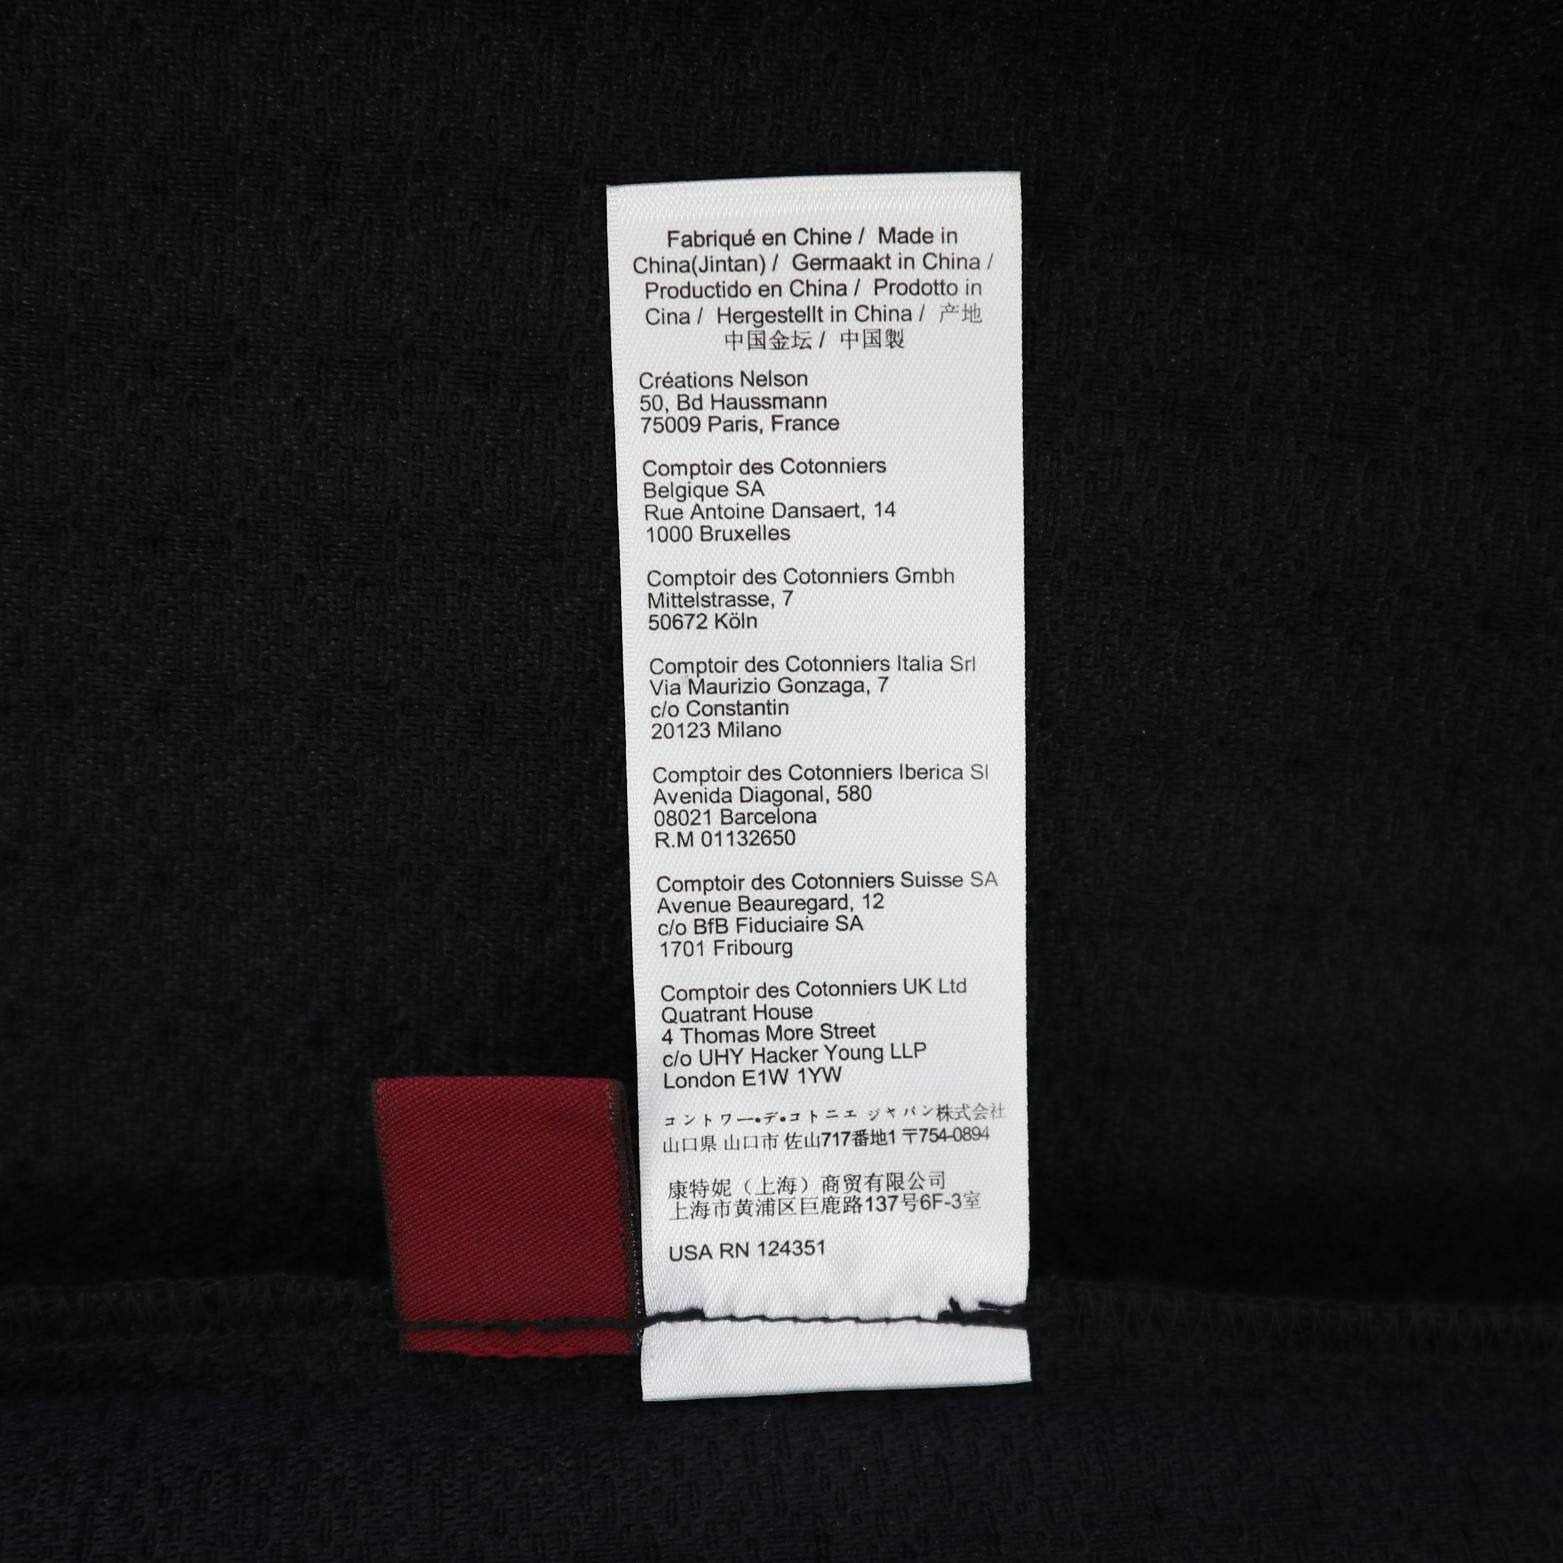 Fabriqué en Chine / Made in
China(Jintan) / Germaakt in China /
Productido en China / Prodotto in
Cina / Hergestellt in China / 产地
中国金坛 / 中国製
Créations Nelson
50, Bd Haussmann
75009 Paris, France
Comptoir des Cotonniers
Belgique SA
Rue Antoine Dansaert, 14
1000 Bruxelles
Comptoir des Cotonniers Gmbh
Mittelstrasse, 7
50672 Köln
Comptoir des Cotonniers Italia Srl
Via Maurizio Gonzaga, 7
c/o Constantin
20123 Milano
Comptoir des Cotonniers Iberica Sl
Avenida Diagonal, 580
08021 Barcelona
R.M 01132650
Comptoir des Cotonniers Suisse SA
Avenue Beauregard, 12
c/o BfB Fiduciaire SA
1701 Fribourg
Comptoir des Cotonniers UK Ltd
Quatrant House
4 Thomas More Street
c/o UHY Hacker Young LLP
London E1W 1YW
コントワー•デ•コトニエ ジャパン株式会社
山口県 山口市 佐山717番地1 〒754-0894
康特妮（上海）商贸有限公司
上海市黄浦区巨鹿路137号6F-3室
USA RN 124351